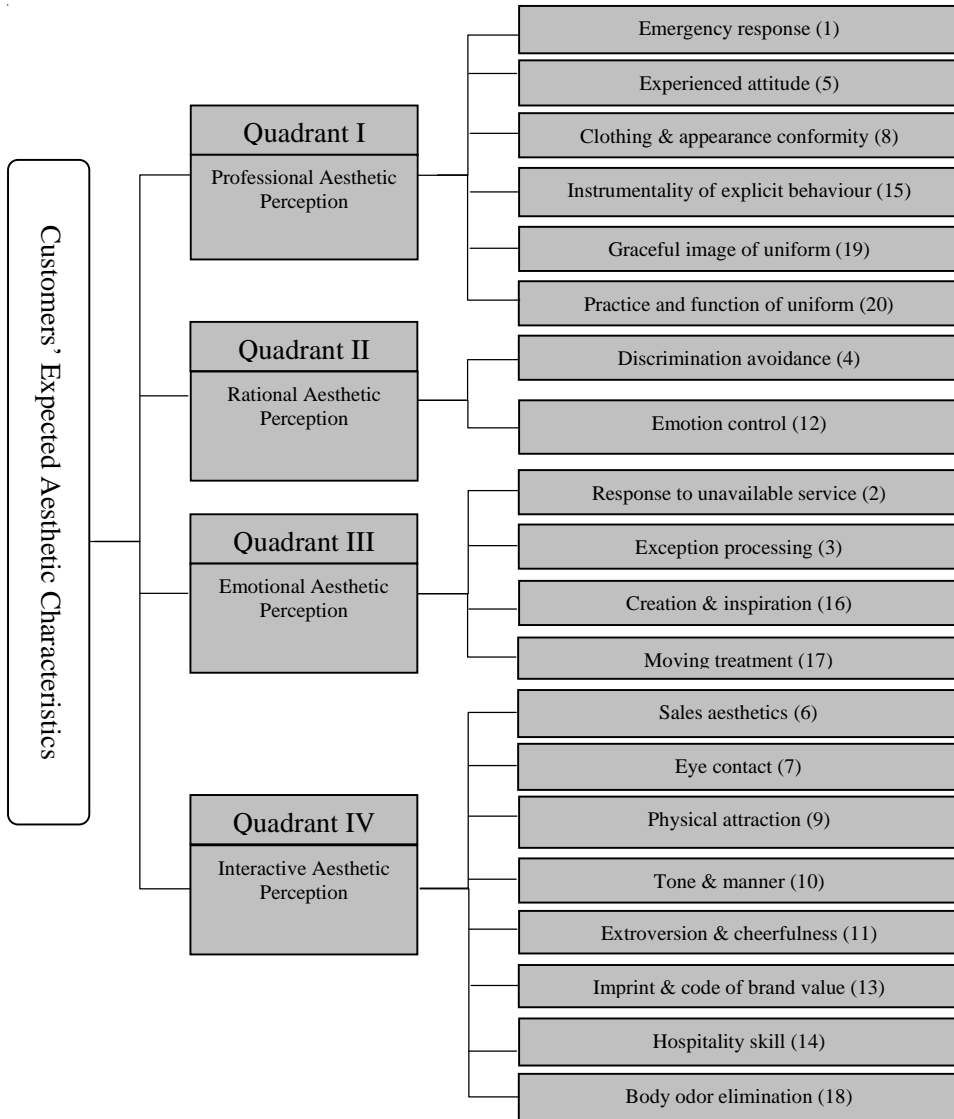 Customers' Expected Aesthetic Characteristics
Quadrant I
Professional Aesthetic
Perception
Emergency response (1)
Experienced attitude (5)
Clothing & appearance conformity (8)
Instrumentality of explicit behaviour (15)
Graceful image of uniform (19)
Practice and function of uniform (20)
Quadrant II
Rational Aesthetic
Perception
Discrimination avoidance (4)
Emotion control (12)
Quadrant III
Emotional Aesthetic
Perception
Response to unavailable service (2)
Exception processing (3)
Creation & inspiration (16)
Moving treatment (17)
Quadrant IV
Interactive Aesthetic
Perception
Sales aesthetics (6)
Eye contact (7)
Physical attraction (9)
Tone & manner (10)
Extroversion & cheerfulness (11)
Imprint & code of brand value (13)
Hospitality skill (14)
Body odor elimination (18)